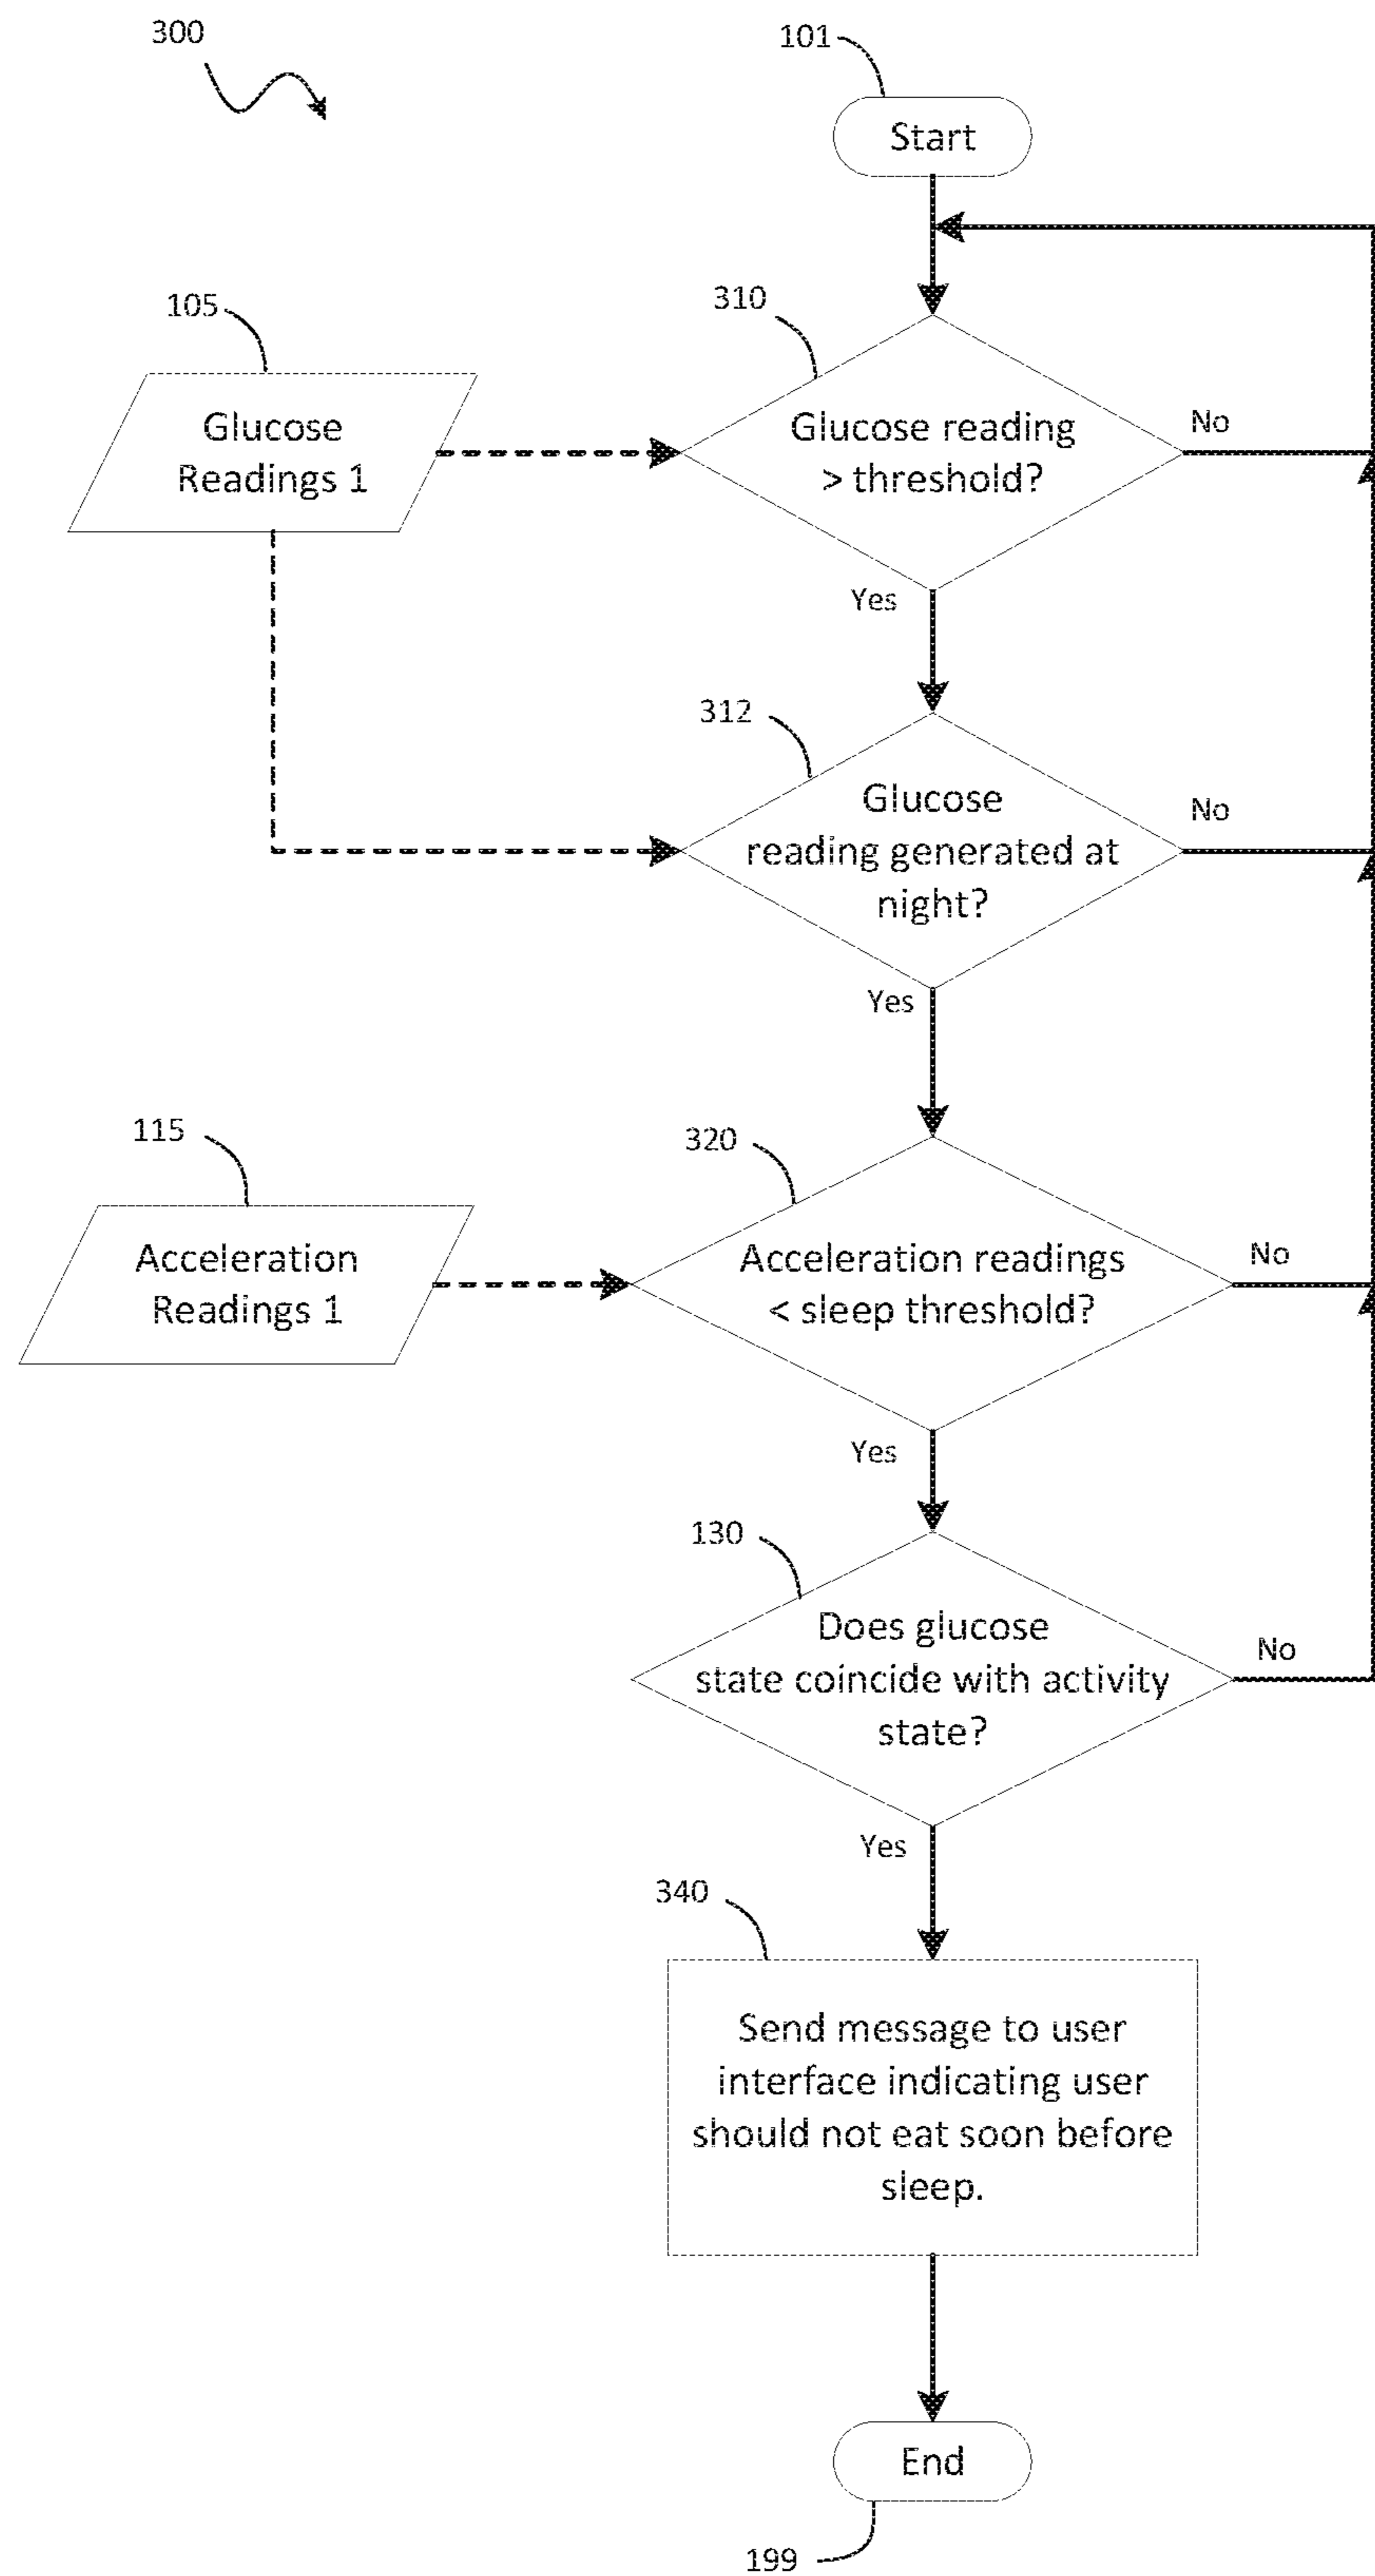 300
101
Start
310
105
Glucose
Readings 1
Glucose reading
> threshold?
No
Yes
312
Glucose
reading generated at
night?
No
Yes
115
320
Acceleration
Readings 1
Acceleration readings
< sleep threshold?
No
Yes
130
Does glucose
state coincide with activity
state?
No
Yes
340
Send message to user
interface indicating user
should not eat soon before
sleep.
End
199